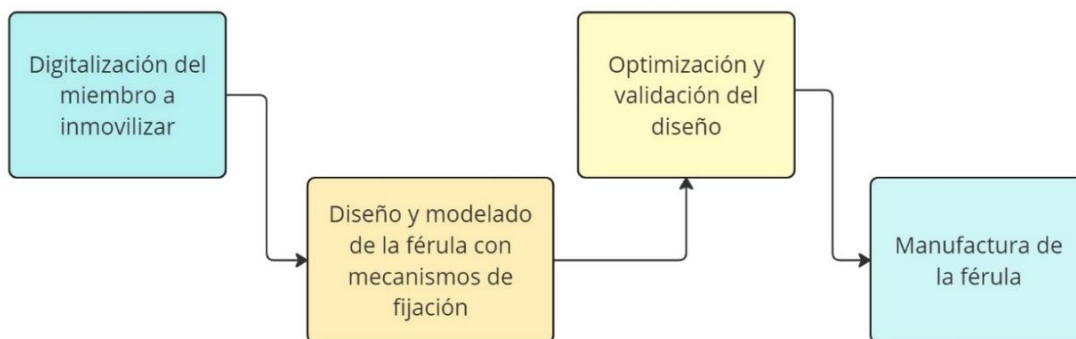 Digitalización del
miembro a
inmovilizar
Diseño y modelado
de la férula con
mecanismos de
fijación
Optimización y
validación del
diseño
Manufactura de
la férula